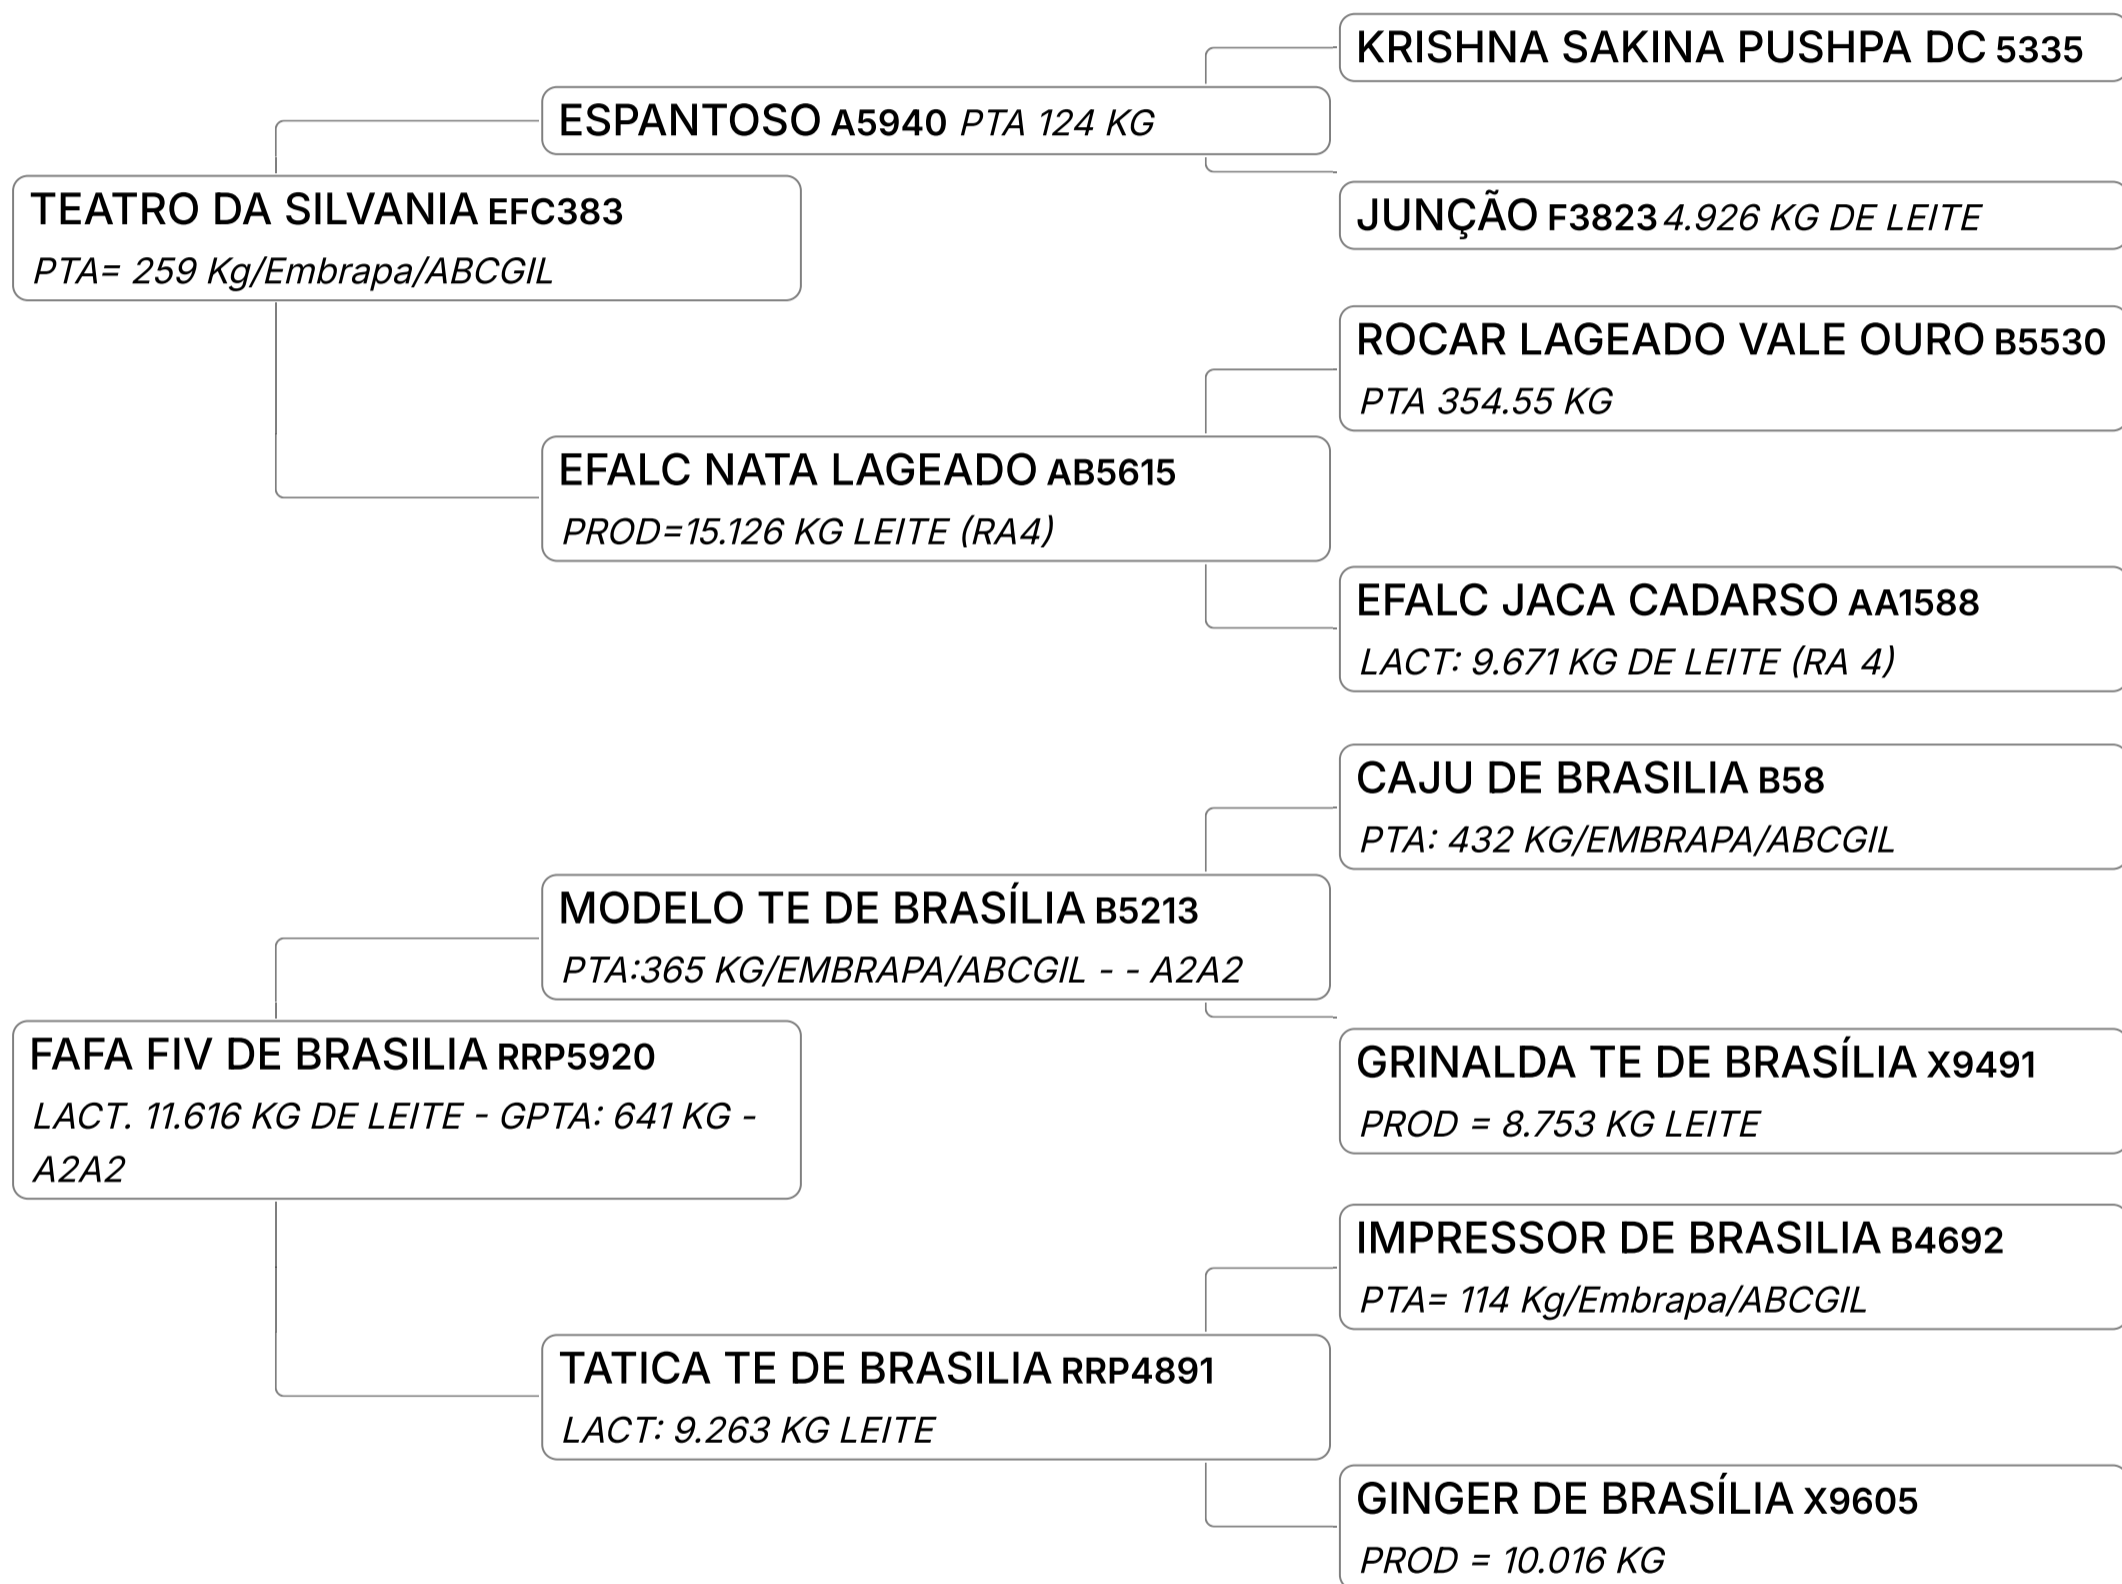 KRISHNA SAKINA PUSHPA DC 5335
ESPANTOSO A5940 PTA 124 KG
TEATRO DA SILVANIA EFC383
PTA= 259 Kg/Embrapa/ABCGIL
JUNÇÃO F3823 4.926 KG DE LEITE
ROCAR LAGEADO VALE OURO B5530
PTA 354.55 KG
EFALC NATA LAGEADO AB5615
PROD=15.126 KG LEITE (RA4)
EFALC JACA CADARSO AA1588
LACT: 9.671 KG DE LEITE (RA 4)
CAJU DE BRASILIA B58
PTA: 432 KG/EMBRAPA/ABCGIL
MODELO TE DE BRASÍLIA B5213
PTA:365 KG/EMBRAPA/ABCGIL - - A2A2
FAFA FIV DE BRASILIA RRP5920
LACT. 11.616 KG DE LEITE - GPTA: 641 KG -
A2A2
GRINALDA TE DE BRASÍLIA X9491
PROD = 8.753 KG LEITE
IMPRESSOR DE BRASILIA B4692
PTA= 114 Kg/Embrapa/ABCGIL
TATICA TE DE BRASILIA RRP4891
LACT: 9.263 KG LEITE
GINGER DE BRASÍLIA X9605
PROD = 10.016 KG